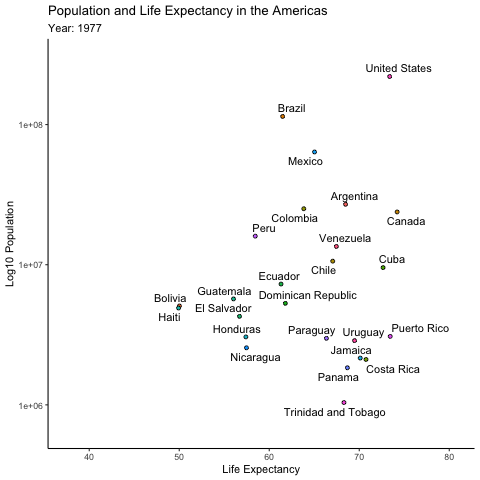 Population and Life Expectancy in the Americas
Year: 1977
United States
Brazil
Mexico
Argentina
Colombia
Canada
Peru
Venezuela
Chile
Cuba
Ecuador
Guatemala
Dominican Republic
Bolivia
El Salvador
Haiti
Honduras
Paraguay
Uruguay
Puerto Rico
Nicaragua
Jamaica
Costa Rica
Panama
Trinidad and Tobago
1e+08
1e+07
1e+06
Log10 Population
40 50 60 70 80
Life Expectancy